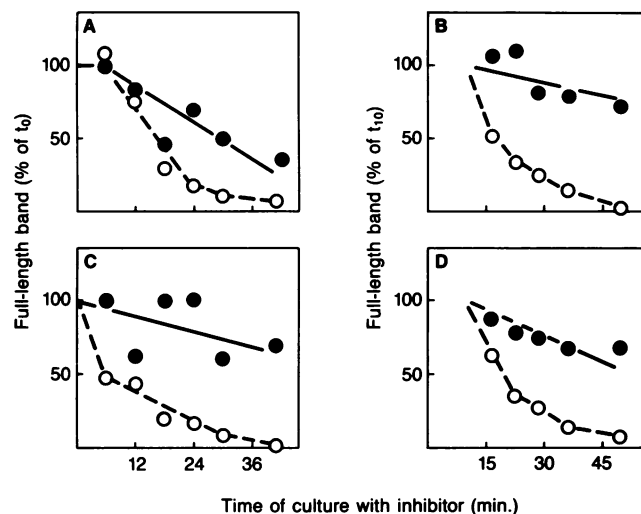 A
B
100
50
100
50
Full-length band (% of t0)
Full-length band (% of t10)
C
D
100
50
100
50
12 24 36
15 30 45
Time of culture with inhibitor (min.)